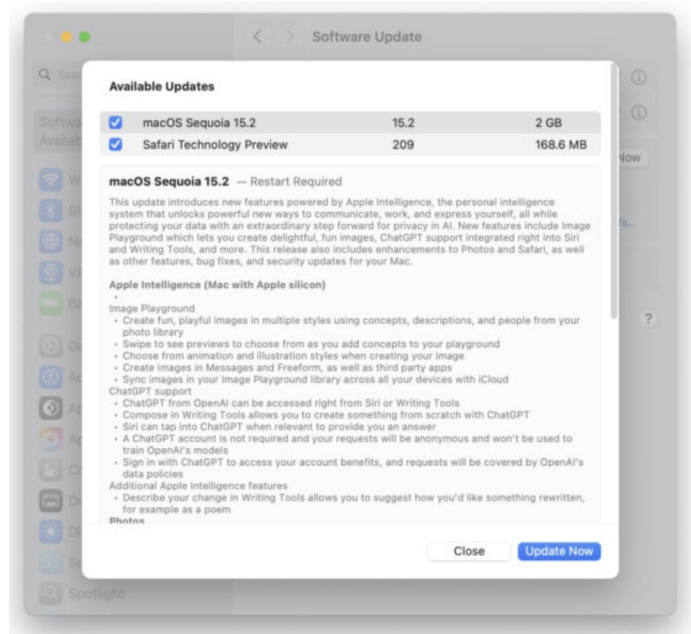 Software Update
Available Updates
macOS Sequoia 15.2 15.2 2 GB
Safari Technology Preview 209 168.6 MB
Now
macOS Sequoia 15.2 — Restart Required
This update introduces new features powered by Apple Intelligence, the personal intelligence
system that unlocks powerful new ways to communicate, work, and express yourself, all while
protecting your data with an extraordinary step forward for privacy in AI. New features include Image
Playground which lets you create delightful, fun images, ChatGPT support integrated right into Siri
and Writing Tools, and more. This release also includes enhancements to Photos and Safari, as well
as other features, bug fixes, and security updates for your Mac.
Apple Intelligence (Mac with Apple silicon)
•
Image Playground
• Create fun, playful images in multiple styles using concepts, descriptions, and people from your
photo library
• Swipe to see previews to choose from as you add concepts to your playground
• Choose from animation and illustration styles when creating your image
• Create images in Messages and Freeform, as well as third party apps
• Sync images in your Image Playground library across all your devices with iCloud
ChatGPT support
• ChatGPT from OpenAI can be accessed right from Siri or Writing Tools
• Compose in Writing Tools allows you to create something from scratch with ChatGPT
• Siri can tap into ChatGPT when relevant to provide you an answer
• A ChatGPT account is not required and your requests will be anonymous and won't be used to
train OpenAI's models
• Sign in with ChatGPT to access your account benefits, and requests will be covered by OpenAI's
data policies
Additional Apple Intelligence features
• Describe your change in Writing Tools allows you to suggest how you'd like something rewritten,
for example as a poem
Photos
?
Close Update Now
Spotlight